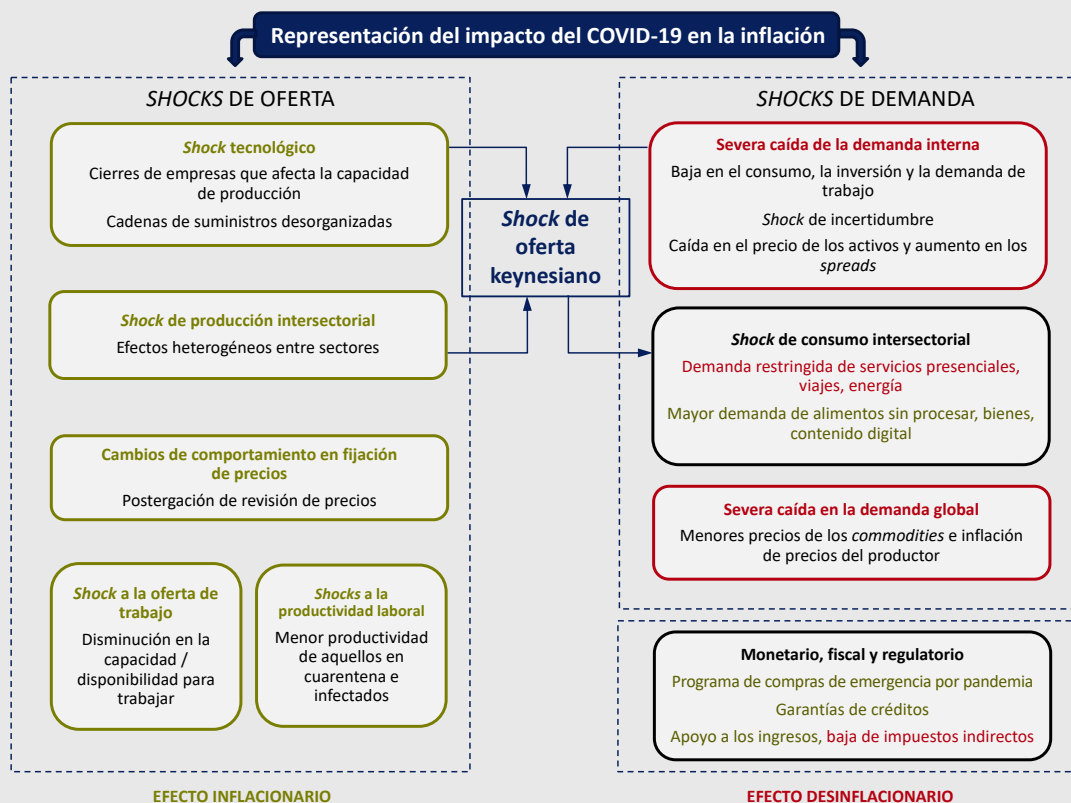 Representación del impacto del COVID-19 en la inflación
SHOCKS DE OFERTA
Shock tecnológico
Cierres de empresas que afecta la capacidad
de producción
Cadenas de suministros desorganizadas
Shock de producción intersectorial
Efectos heterogéneos entre sectores
Cambios de comportamiento en fijación
de precios
Postergación de revisión de precios
Shock a la oferta de
trabajo
Disminución en la
capacidad /
disponibilidad para
trabajar
Shocks a la
productividad laboral
Menor productividad
de aquellos en
cuarentena e
infectados
Shock de
oferta
keynesiano
SHOCKS DE DEMANDA
Severa caída de la demanda interna
Baja en el consumo, la inversión y la demanda de
trabajo
Shock de incertidumbre
Caída en el precio de los activos y aumento en los
spreads
Shock de consumo intersectorial
Demanda restringida de servicios presenciales,
viajes, energía
Mayor demanda de alimentos sin procesar, bienes,
contenido digital
Severa caída en la demanda global
Menores precios de los commodities e inflación
de precios del productor
Monetario, fiscal y regulatorio
Programa de compras de emergencia por pandemia
Garantías de créditos
Apoyo a los ingresos, baja de impuestos indirectos
EFECTO INFLACIONARIO
EFECTO DESINFLACIONARIO